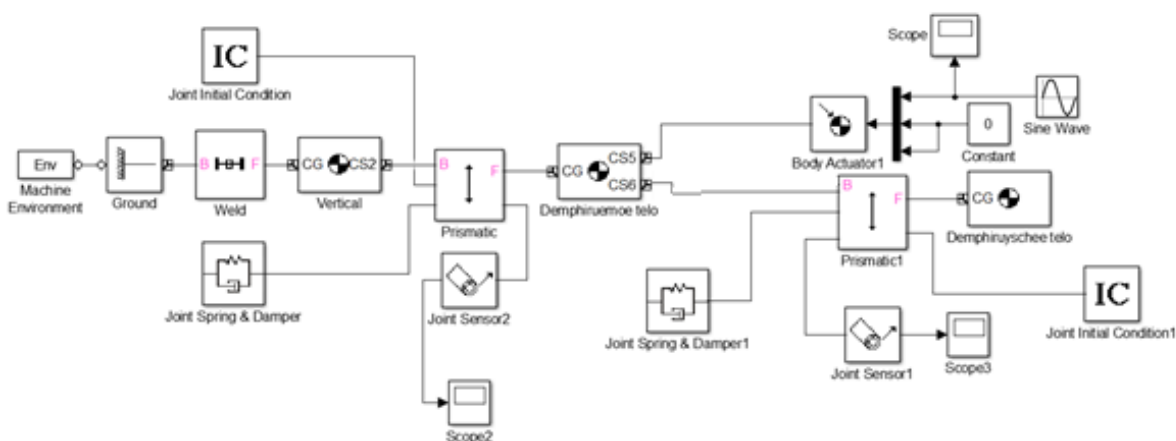 Scope
IC
Joint Initial Condition
Sine Wave
0
Constant
Body Actuator1
Env
Machine
Environment
Ground
B F
Weld
CG CS2
Vertical
B F
Prismatic
CG CS5
CS6
Demphiruemoe telo
B F
Prismatic1
CG
Demphiruyschee telo
Joint Spring & Damper
Joint Sensor2
Scope2
Joint Spring & Damper1
Joint Sensor1
Scope3
IC
Joint Initial Condition1